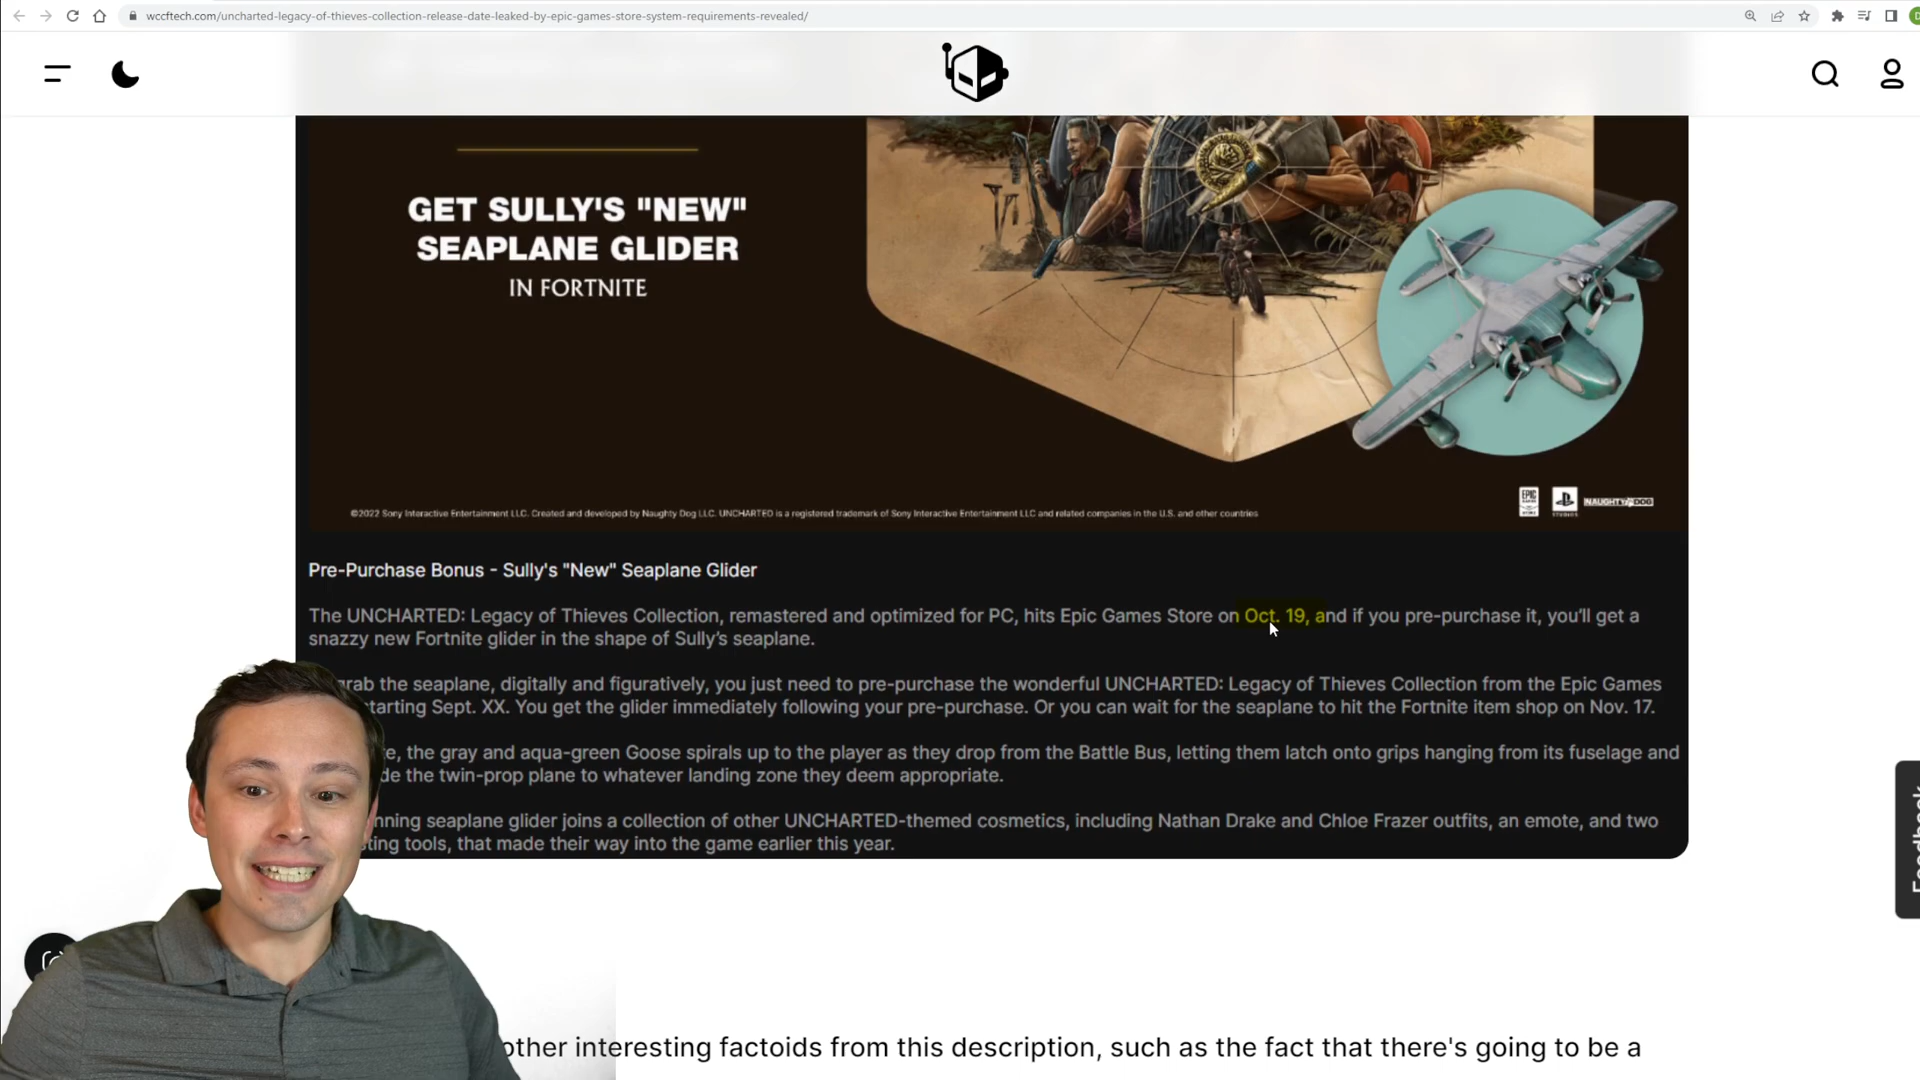 wccftech.com/uncharted-legacy-of-thieves-collection-release-date-leaked-by-epic-games-store-system-requirements-revealed/
GET SULLY'S "NEW"
SEAPLANE GLIDER
IN FORTNITE
EPIC GAMES
NAUGHTY DOG
©2022 Sony Interactive Entertainment LLC. Created and developed by Naughty Dog LLC. UNCHARTED is a registered trademark of Sony Interactive Entertainment LLC and related companies in the U.S. and other countries
Pre-Purchase Bonus - Sully's "New" Seaplane Glider
The UNCHARTED: Legacy of Thieves Collection, remastered and optimized for PC, hits Epic Games Store on Oct. 19, and if you pre-purchase it, you'll get a
snazzy new Fortnite glider in the shape of Sully's seaplane.
grab the seaplane, digitally and figuratively, you just need to pre-purchase the wonderful UNCHARTED: Legacy of Thieves Collection from the Epic Games
starting Sept. XX. You get the glider immediately following your pre-purchase. Or you can wait for the seaplane to hit the Fortnite item shop on Nov. 17.
the gray and aqua-green Goose spirals up to the player as they drop from the Battle Bus, letting them latch onto grips hanging from its fuselage and
the twin-prop plane to whatever landing zone they deem appropriate.
seaplane glider joins a collection of other UNCHARTED-themed cosmetics, including Nathan Drake and Chloe Frazer outfits, an emote, and two
tools, that made their way into the game earlier this year.
Feedback
other interesting factoids from this description, such as the fact that there's going to be a